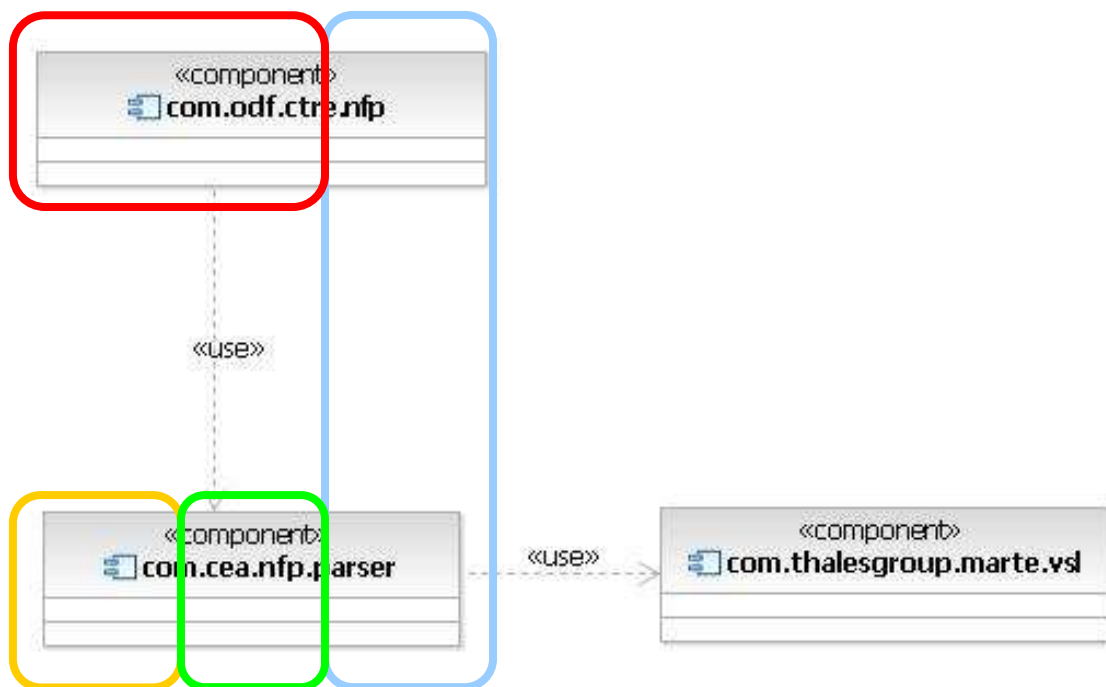 «component»
com.odf.ctre.nfp
«use»
«component»
com.cea.nfp.parser
«use»
«component»
com.thalesgroup.marte.vsl